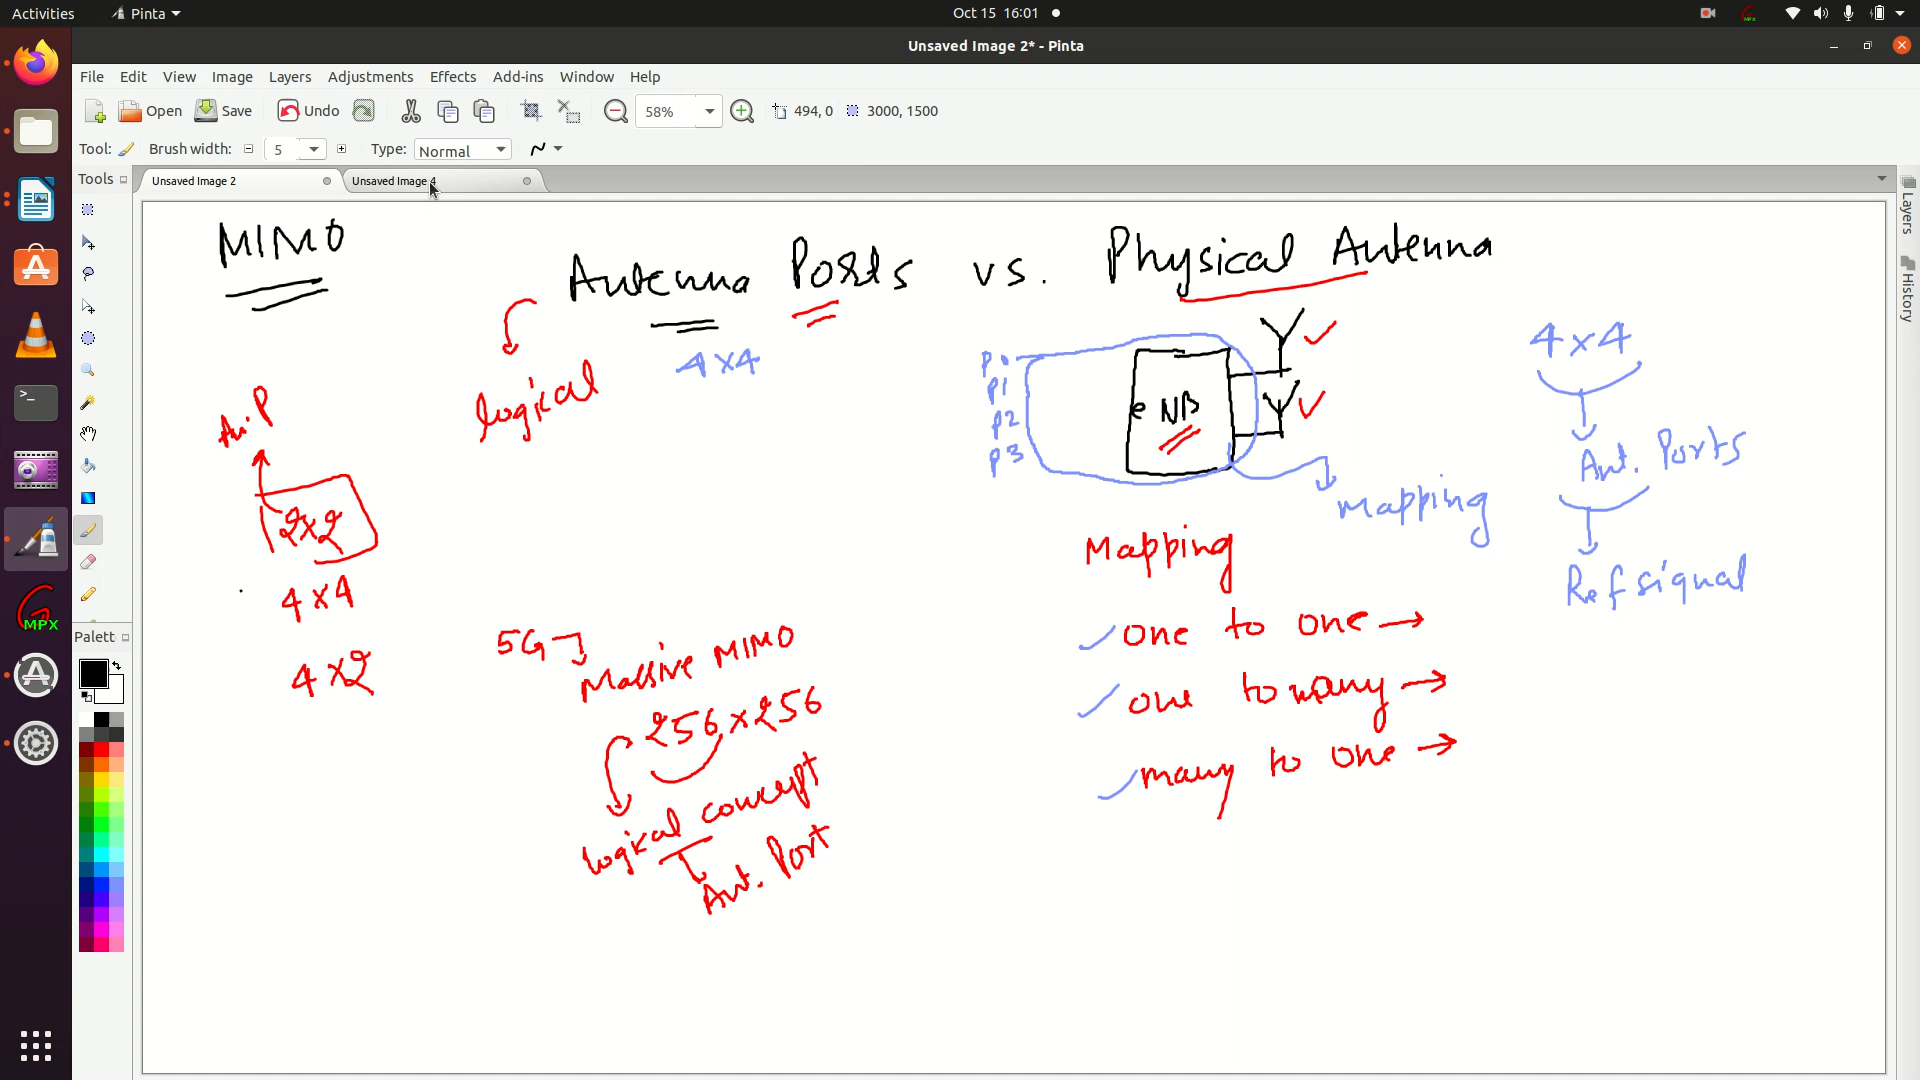 Activities
Pinta
Oct 15 16:01
Unsaved Image 2* - Pinta
File Edit View Image Layers Adjustments Effects Add-ins Window Help
Open Save Undo 58% 494, 0 3000, 1500
Tool: Brush width: 5 Type: Normal
Tools
Unsaved Image 2
Unsaved Image 4
Layers
History
Palett
MPX
MIMO
Antenna Ports vs. Physical Antenna
logical
4x4
An.P
2x2
4x4
4x2
5G
Massive MIMO
256x256
logical concept
Ant. Port
P0
P1
P2
P3
eNB
Mapping
Mapping
one to one →
one to many →
many to one →
4x4
Ant. Ports
Ref signal